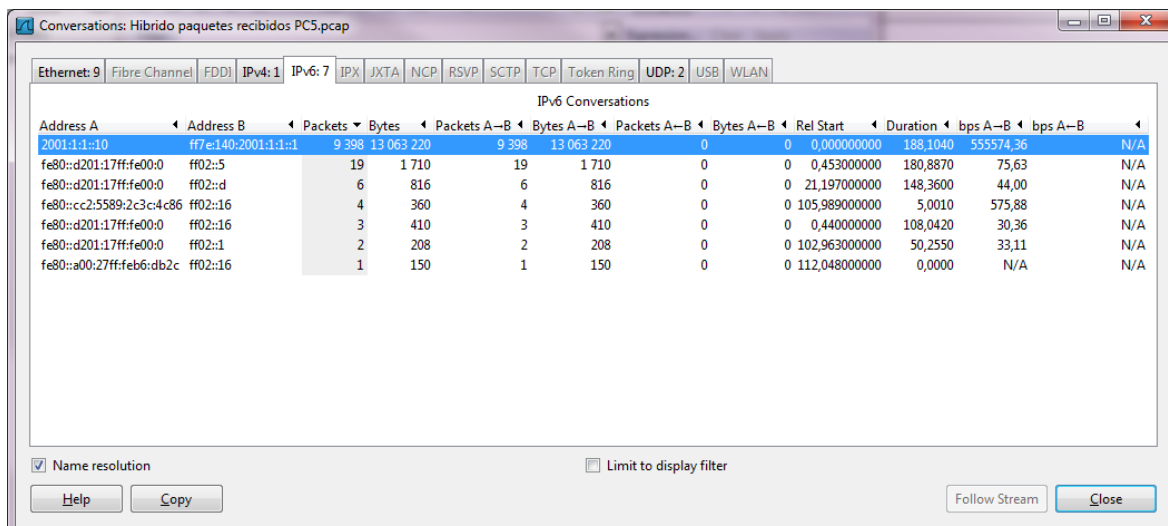 Conversations: Hibrido paquetes recibidos PC5.pcap
Ethernet: 9 Fibre Channel FDDI IPv4: 1 IPv6: 7 IPX JXTA NCP RSVP SCTP TCP Token Ring UDP: 2 USB WLAN
IPv6 Conversations
Address A Address B Packets Bytes Packets A→B Bytes A→B Packets A←B Bytes A←B Rel Start Duration bps A→B bps A←B
2001:1:1::10 ff7e:140:2001:1:1::1 9 398 13 063 220 9 398 13 063 220 0 0 0,000000000 188,1040 555574,36 N/A
fe80::d201:17ff:fe00:0 ff02::5 19 1 710 19 1 710 0 0 0,453000000 180,8870 75,63 N/A
fe80::d201:17ff:fe00:0 ff02::d 6 816 6 816 0 0 21,197000000 148,3600 44,00 N/A
fe80::cc2:5589:2c3c:4c86 ff02::16 4 360 4 360 0 0 105,989000000 5,0010 575,88 N/A
fe80::d201:17ff:fe00:0 ff02::16 3 410 3 410 0 0 0,440000000 108,0420 30,36 N/A
fe80::d201:17ff:fe00:0 ff02::1 2 208 2 208 0 0 102,963000000 50,2550 33,11 N/A
fe80::a00:27ff:feb6:db2c ff02::16 1 150 1 150 0 0 112,048000000 0,0000 N/A N/A
Name resolution Limit to display filter
Help Copy Follow Stream Close